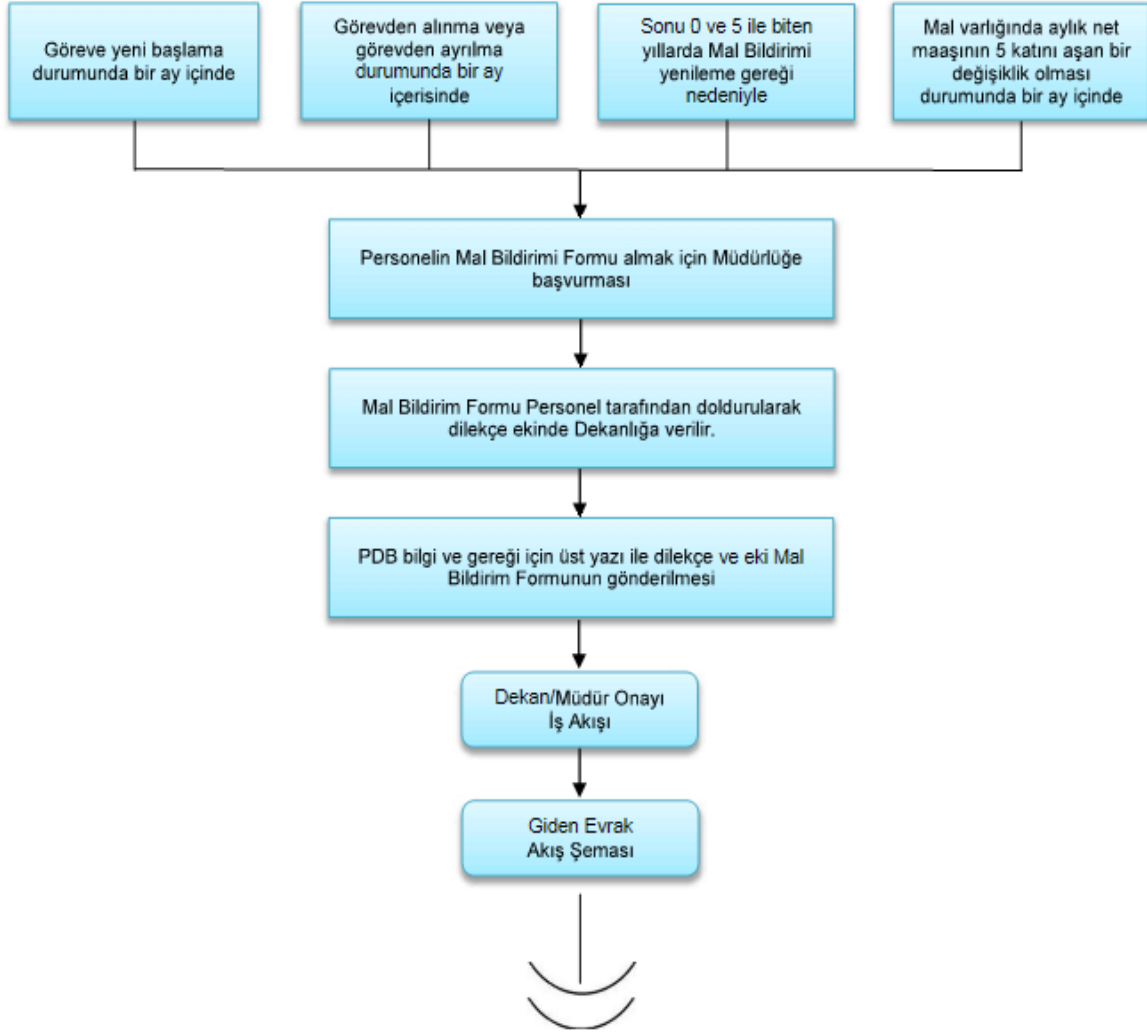 Göreve yeni başlama
durumunda bir ay içinde
Görevden alınma veya
görevden ayrılma
durumunda bir ay
içerisinde
Sonu 0 ve 5 ile biten
yıllarda Mal Bildirimi
yenileme gereği
nedeniyle
Mal varlığında aylık net
maaşının 5 katını aşan bir
değişiklik olması
durumunda bir ay içinde
Personelin Mal Bildirimi Formu almak için Müdürlüğe
başvurması
Mal Bildirim Formu Personel tarafından doldurularak
dilekçe ekinde Dekanlığa verilir.
PDB bilgi ve gereği için üst yazı ile dilekçe ve eki Mal
Bildirim Formunun gönderilmesi
Dekan/Müdür Onayı
İş Akışı
Giden Evrak
Akış Şeması